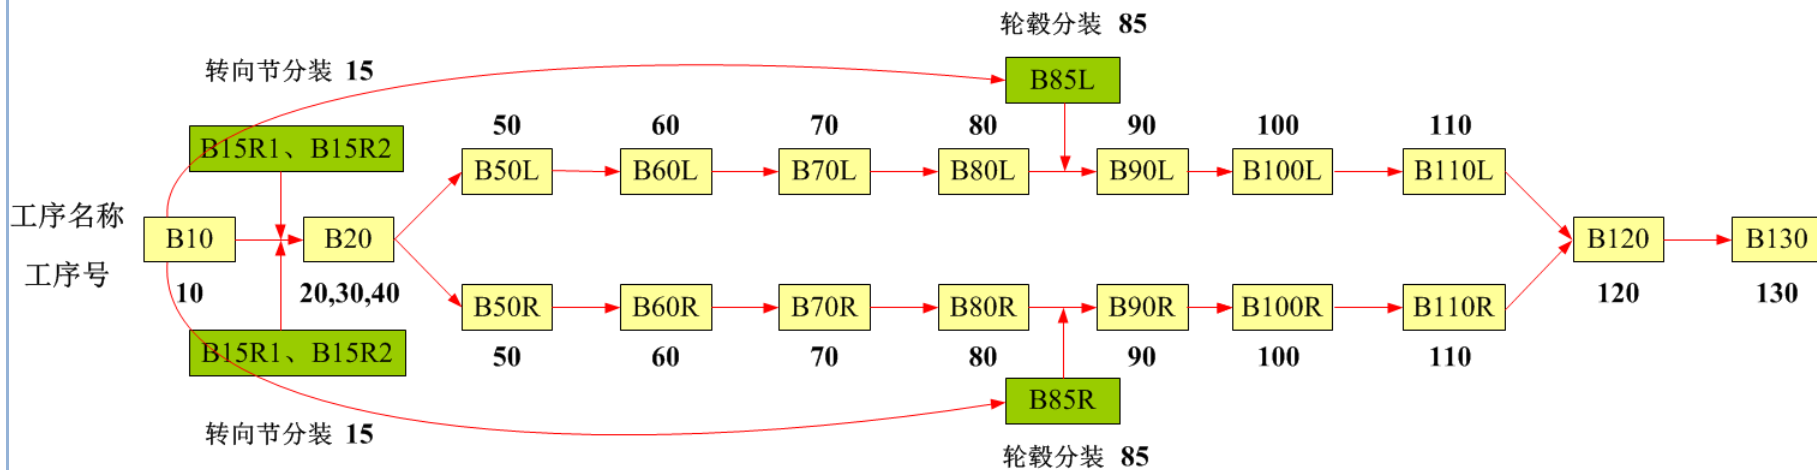 轮毂分装 85
转向节分装 15
B85L
50 60 70 80 90 100 110
B15R1、B15R2
B50L B60L B70L B80L B90L B100L B110L
工序名称
B10 B20 B120 B130
工序号
10 20,30,40 120 130
B50R B60R B70R B80R B90R B100R B110R
B15R1、B15R2
50 60 70 80 90 100 110
B85R
转向节分装 15
轮毂分装 85